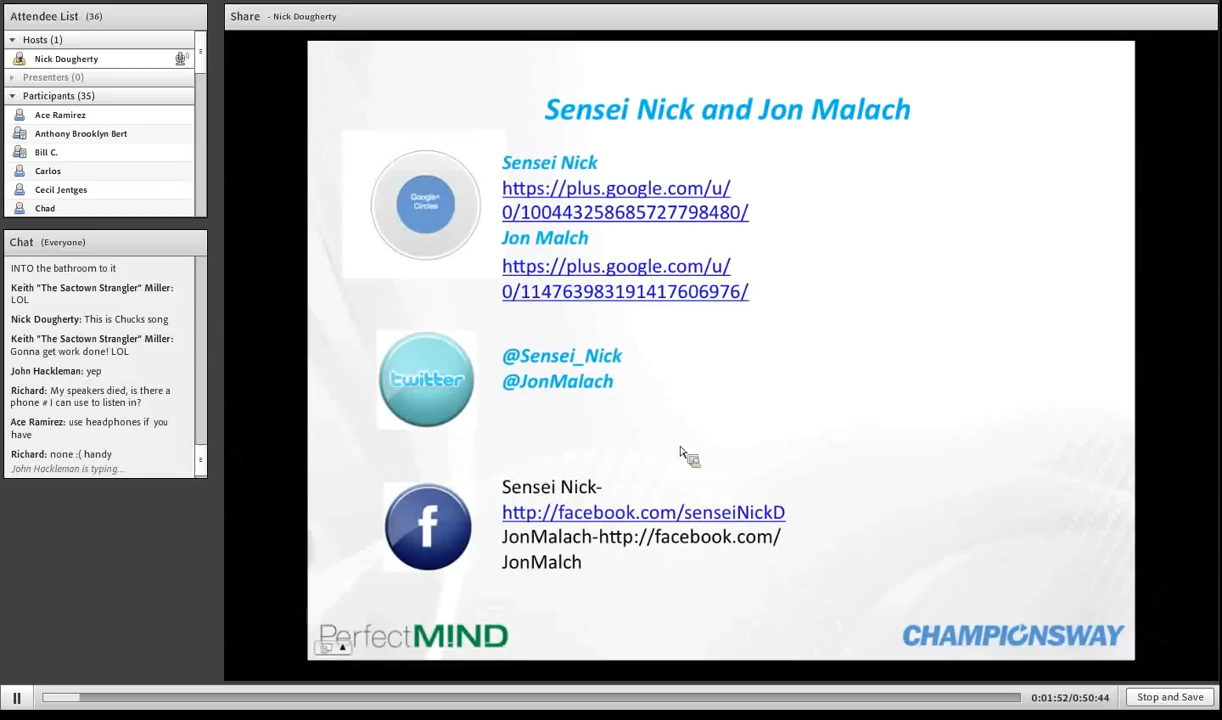 Attendee List (36)
Hosts (1)
Nick Dougherty
Presenters (0)
Participants (35)
Ace Ramirez
Anthony Brooklyn Bert
Bill C.
Carlos
Cecil Jentges
Chad
Chat (Everyone)
INTO the bathroom to it
Keith "The Sactown Strangler" Miller:
LOL
Nick Dougherty: This is Chucks song
Keith "The Sactown Strangler" Miller:
Gonna get work done! LOL
John Hackleman: yep
Richard: My speakers died, is there a
phone # I can use to listen in?
Ace Ramirez: use headphones if you
have
Richard: none :( handy
John Hackleman is typing...
Share - Nick Dougherty
Sensei Nick and Jon Malach
Google+
Circles
Sensei Nick
https://plus.google.com/u/
0/100443258685727798480/
Jon Malch
https://plus.google.com/u/
0/114763983191417606976/
twitter
@Sensei_Nick
@JonMalach
f
Sensei Nick-
http://facebook.com/senseiNickD
JonMalach-http://facebook.com/
JonMalch
PerfectM!ND
CHAMPIONSWAY
0:01:52/0:50:44
Stop and Save